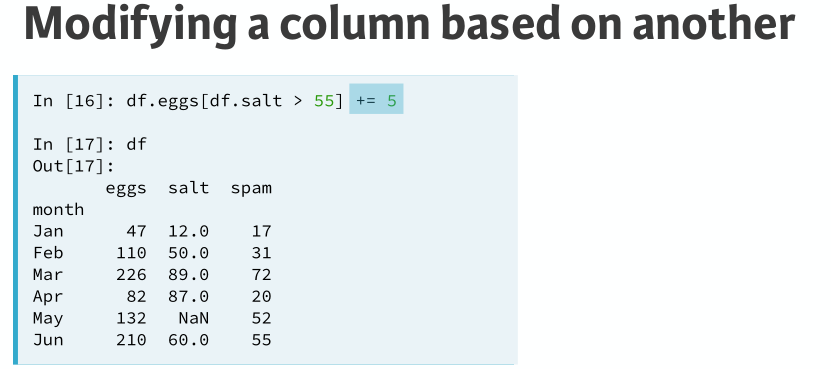 Modifying a column based on another
In [16]: df.eggs[df.salt > 55] += 5
In [17]: df
Out[17]:
eggs salt spam
month
Jan 47 12.0 17
Feb 110 50.0 31
Mar 226 89.0 72
Apr 82 87.0 20
May 132 NaN 52
Jun 210 60.0 55